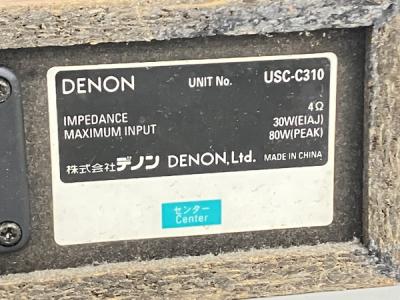 DENON UNIT No. USC-C310
IMPEDANCE 4Ω
MAXIMUM INPUT 30W(EIAJ)
80W(PEAK)
株式会社デノン DENON, Ltd. MADE IN CHINA
センター
Center